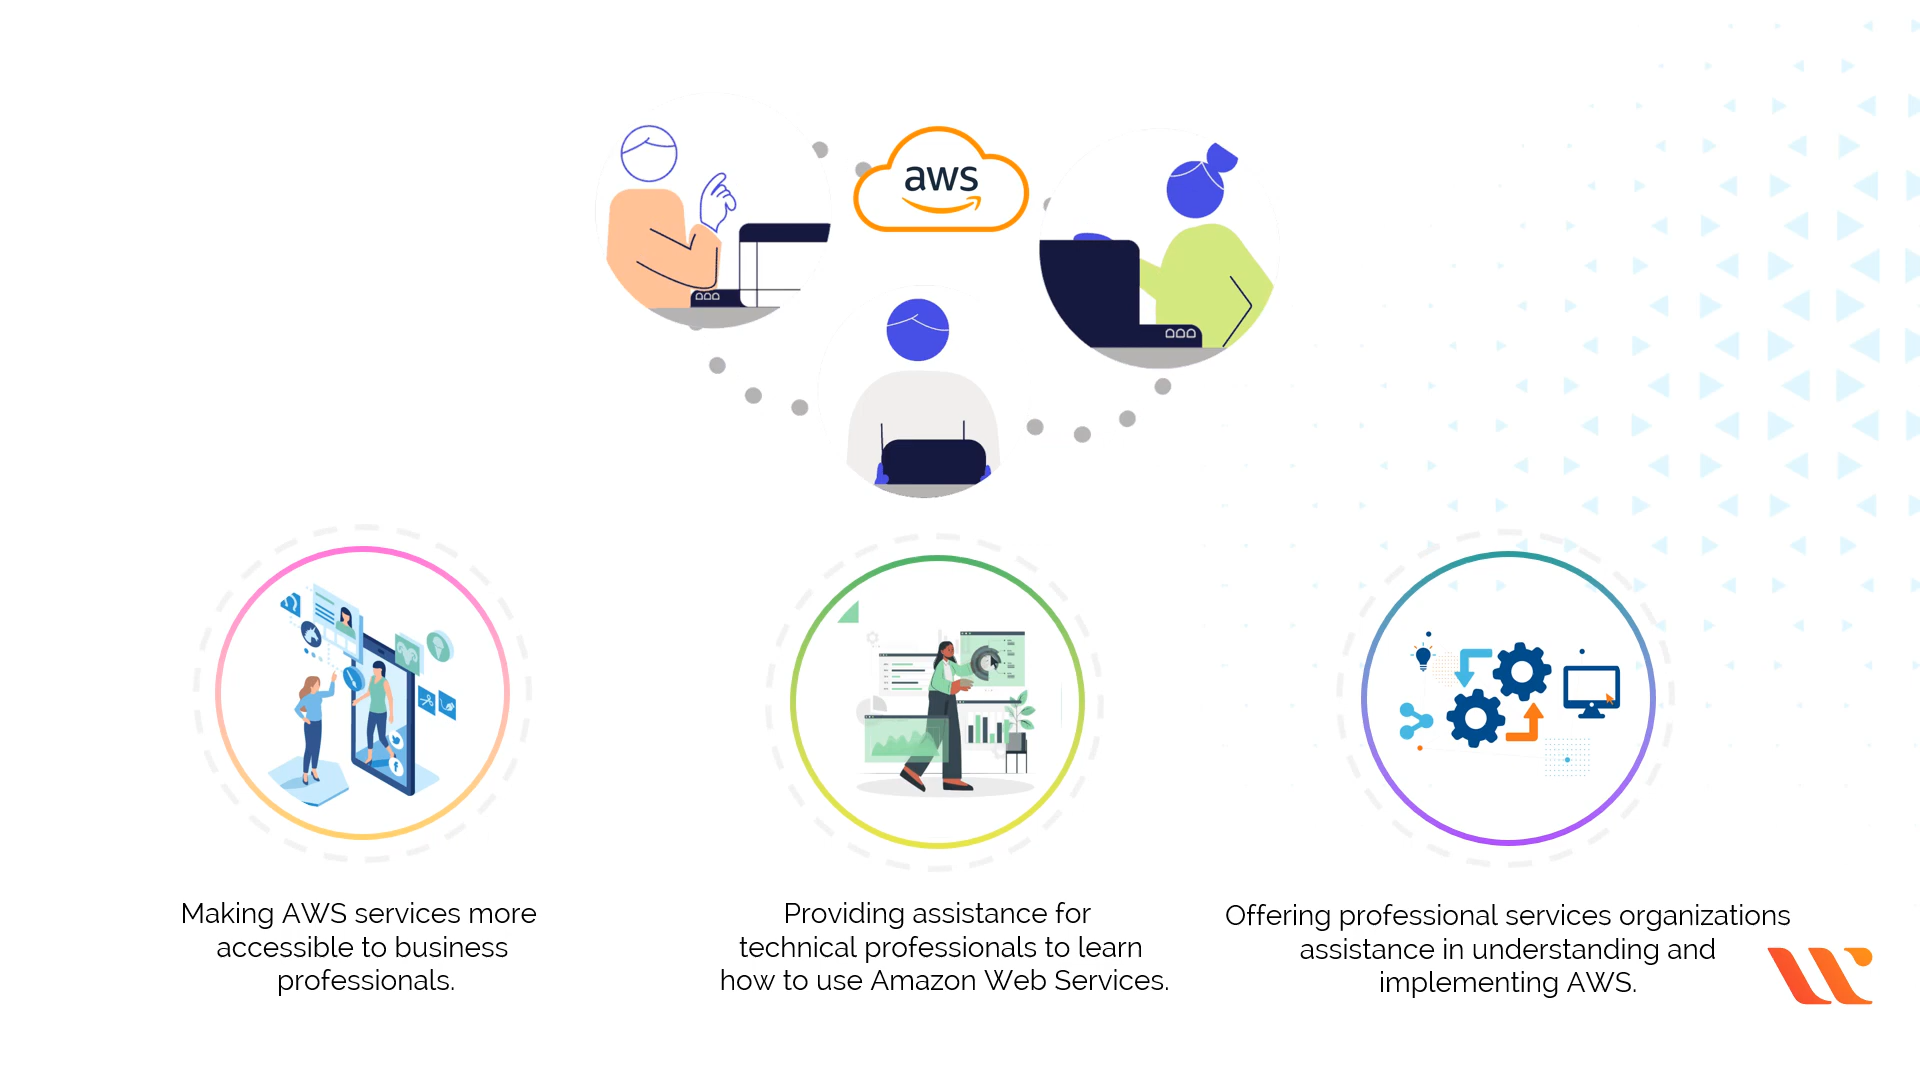 aws
Making AWS services more
accessible to business
professionals.
Providing assistance for
technical professionals to learn
how to use Amazon Web Services.
Offering professional services organizations
assistance in understanding and
implementing AWS.